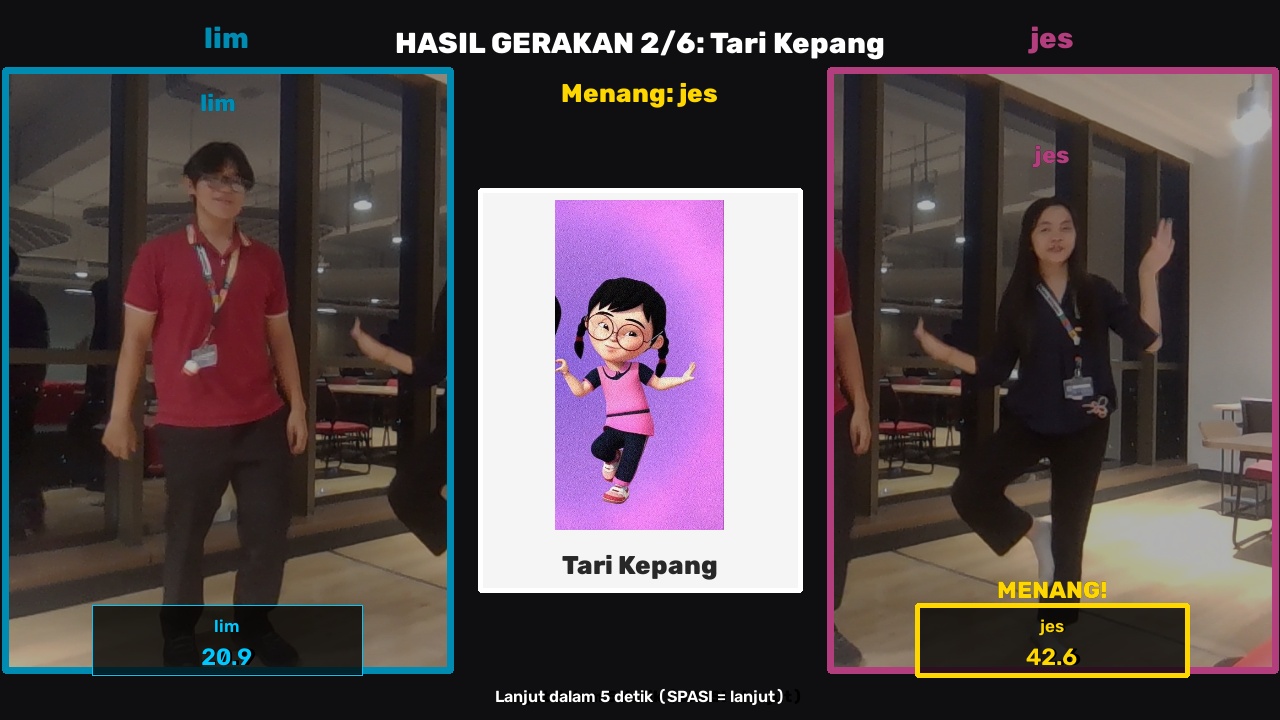 lim
HASIL GERAKAN 2/6: Tari Kepang
jes
Menang: jes
lim
jes
Tari Kepang
MENANG!
lim
20.9
jes
42.6
Lanjut dalam 5 detik (SPASI = lanjut)